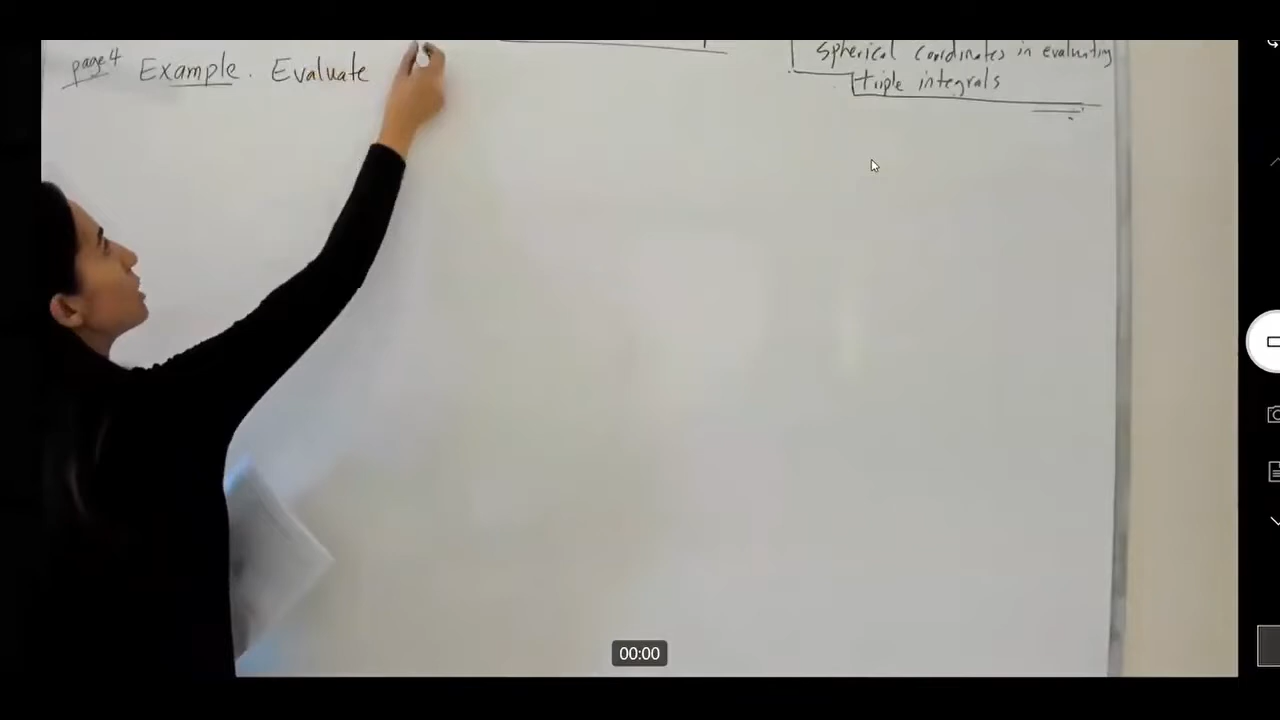 page 4 Example. Evaluate
Spherical coordinates in evaluating
triple integrals
00:00